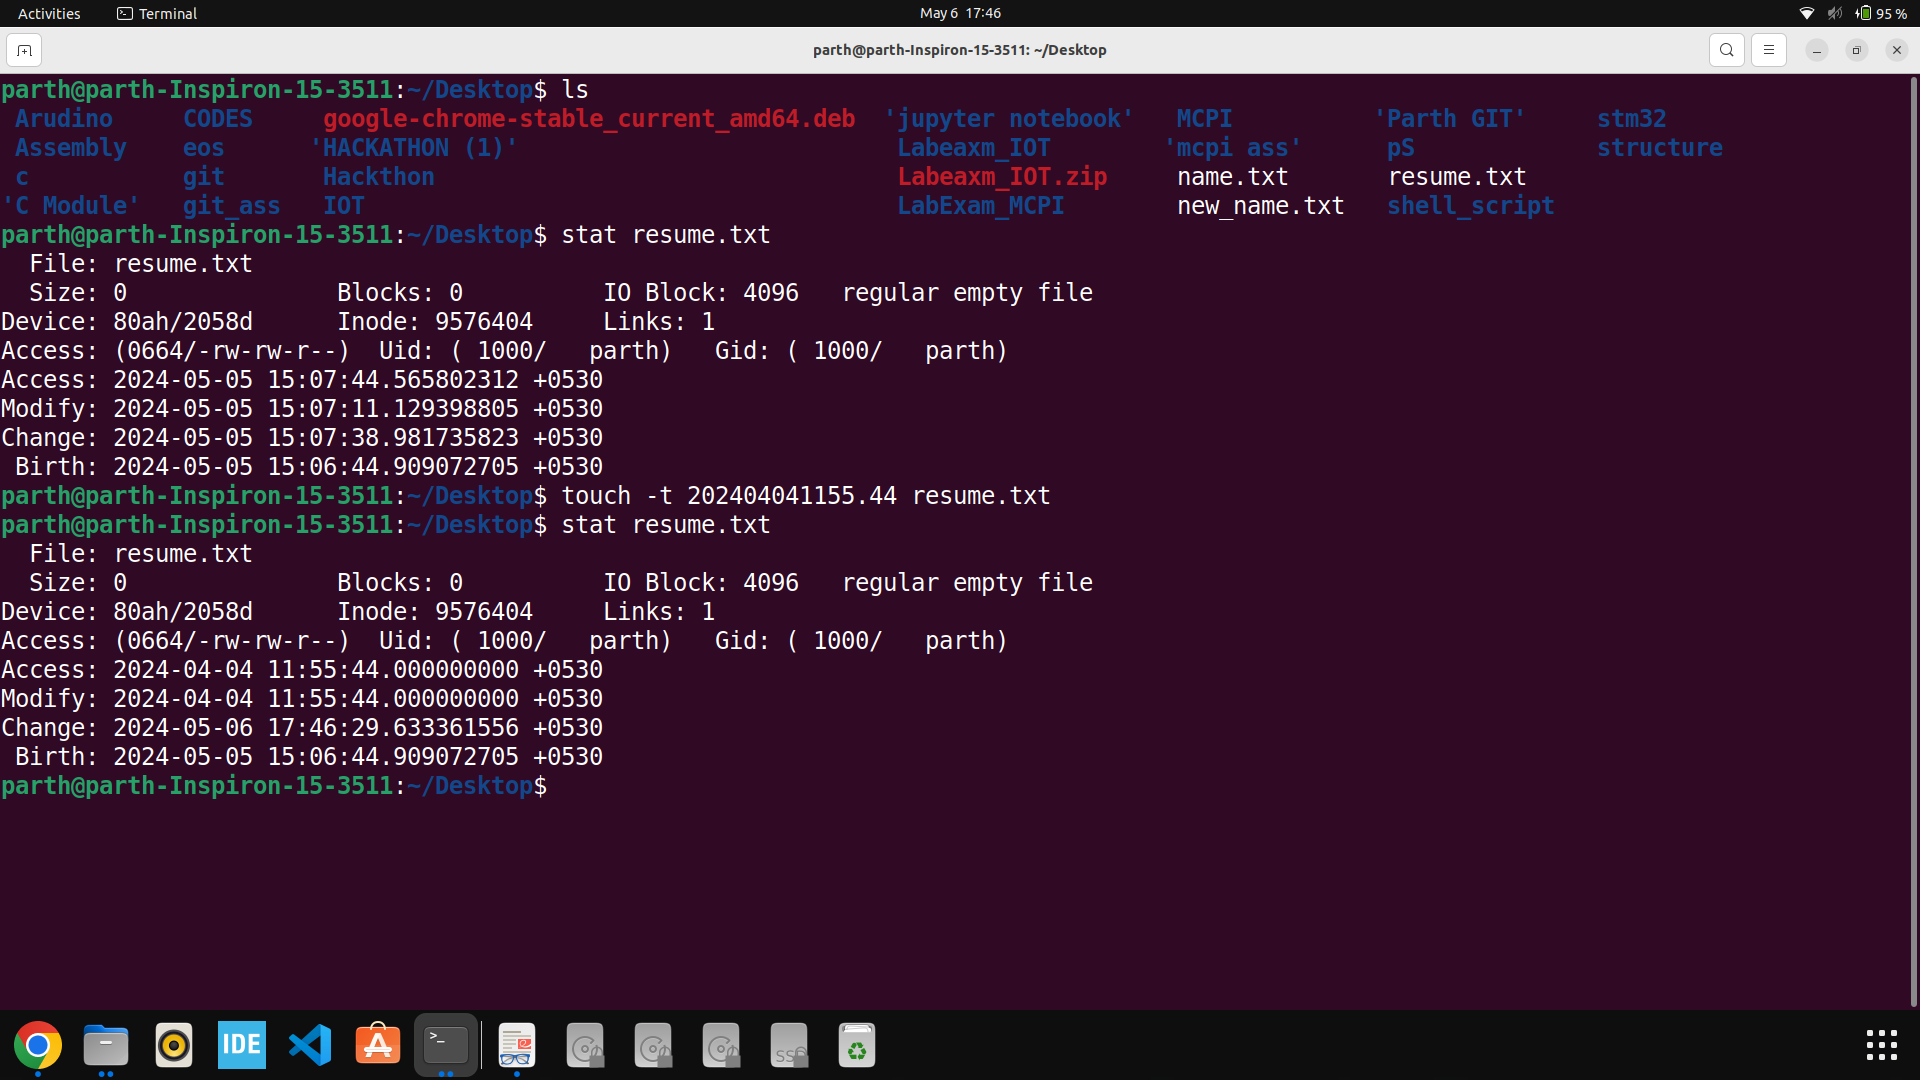 Activities Terminal May 6 17:46 95 %
parth@parth-Inspiron-15-3511: ~/Desktop
parth@parth-Inspiron-15-3511:~/Desktop$ ls
Arudino CODES google-chrome-stable_current_amd64.deb 'jupyter notebook' MCPI 'Parth GIT' stm32
Assembly eos 'HACKATHON (1)' Labeaxm_IOT 'mcpi ass' pS structure
c git Hackthon Labeaxm_IOT.zip name.txt resume.txt
'C Module' git_ass IOT LabExam_MCPI new_name.txt shell_script
parth@parth-Inspiron-15-3511:~/Desktop$ stat resume.txt
File: resume.txt
Size: 0 Blocks: 0 IO Block: 4096 regular empty file
Device: 80ah/2058d Inode: 9576404 Links: 1
Access: (0664/-rw-rw-r--) Uid: ( 1000/ parth) Gid: ( 1000/ parth)
Access: 2024-05-05 15:07:44.565802312 +0530
Modify: 2024-05-05 15:07:11.129398805 +0530
Change: 2024-05-05 15:07:38.981735823 +0530
Birth: 2024-05-05 15:06:44.909072705 +0530
parth@parth-Inspiron-15-3511:~/Desktop$ touch -t 202404041155.44 resume.txt
parth@parth-Inspiron-15-3511:~/Desktop$ stat resume.txt
File: resume.txt
Size: 0 Blocks: 0 IO Block: 4096 regular empty file
Device: 80ah/2058d Inode: 9576404 Links: 1
Access: (0664/-rw-rw-r--) Uid: ( 1000/ parth) Gid: ( 1000/ parth)
Access: 2024-04-04 11:55:44.000000000 +0530
Modify: 2024-04-04 11:55:44.000000000 +0530
Change: 2024-05-06 17:46:29.633361556 +0530
Birth: 2024-05-05 15:06:44.909072705 +0530
parth@parth-Inspiron-15-3511:~/Desktop$
IDE >_ SSD